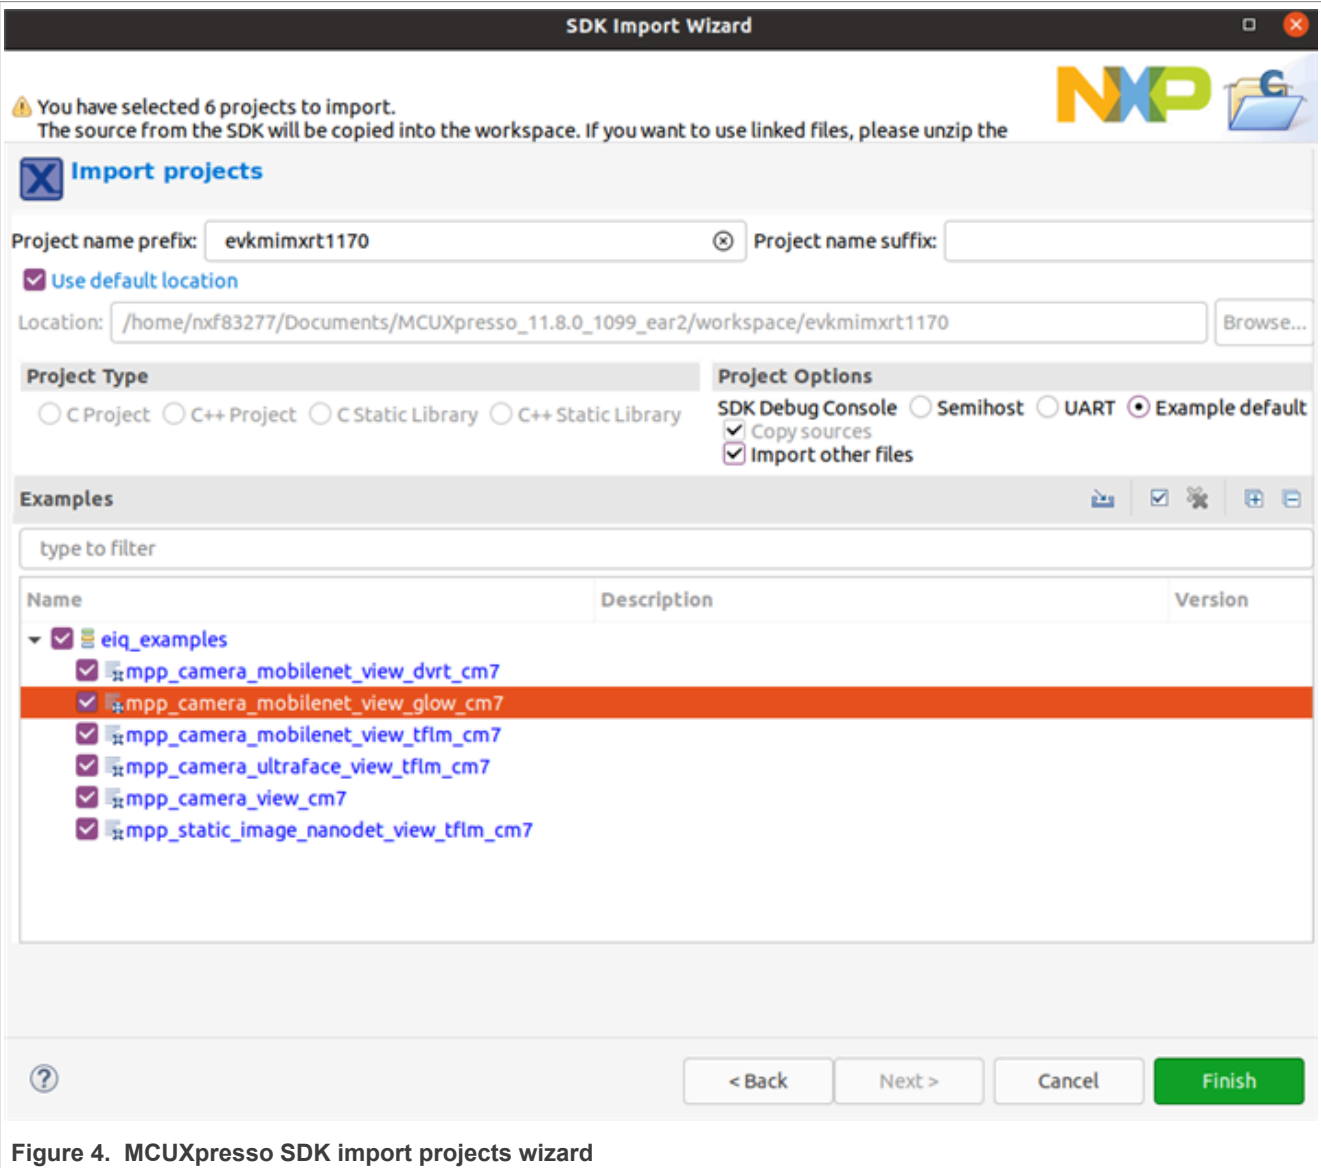 SDK Import Wizard
You have selected 6 projects to import.
The source from the SDK will be copied into the workspace. If you want to use linked files, please unzip the
NXP
C
Import projects
Project name prefix: evkmimxrt1170 Project name suffix:
Use default location
Location: /home/nxf83277/Documents/MCUXpresso_11.8.0_1099_ear2/workspace/evkmimxrt1170 Browse...
Project Type Project Options
C Project C++ Project C Static Library C++ Static Library SDK Debug Console Semihost UART Example default
Copy sources
Import other files
Examples
type to filter
Name Description Version
eiq_examples
mpp_camera_mobilenet_view_dvrt_cm7
mpp_camera_mobilenet_view_glow_cm7
mpp_camera_mobilenet_view_tflm_cm7
mpp_camera_ultraface_view_tflm_cm7
mpp_camera_view_cm7
mpp_static_image_nanodet_view_tflm_cm7
< Back Next > Cancel Finish
Figure 4. MCUXpresso SDK import projects wizard